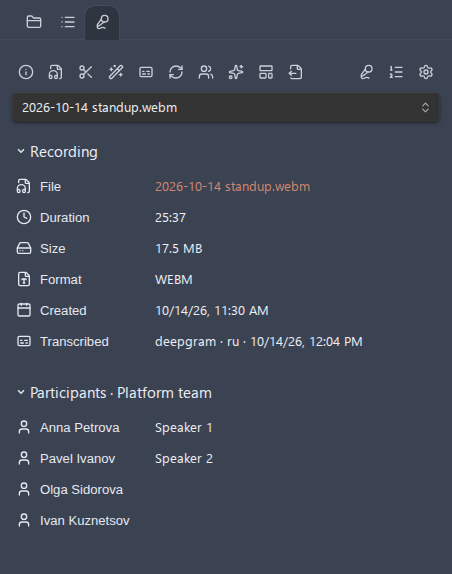 2026-10-14 standup.webm
Recording
File 2026-10-14 standup.webm
Duration 25:37
Size 17.5 MB
Format WEBM
Created 10/14/26, 11:30 AM
Transcribed deepgram · ru · 10/14/26, 12:04 PM
Participants · Platform team
Anna Petrova Speaker 1
Pavel Ivanov Speaker 2
Olga Sidorova
Ivan Kuznetsov